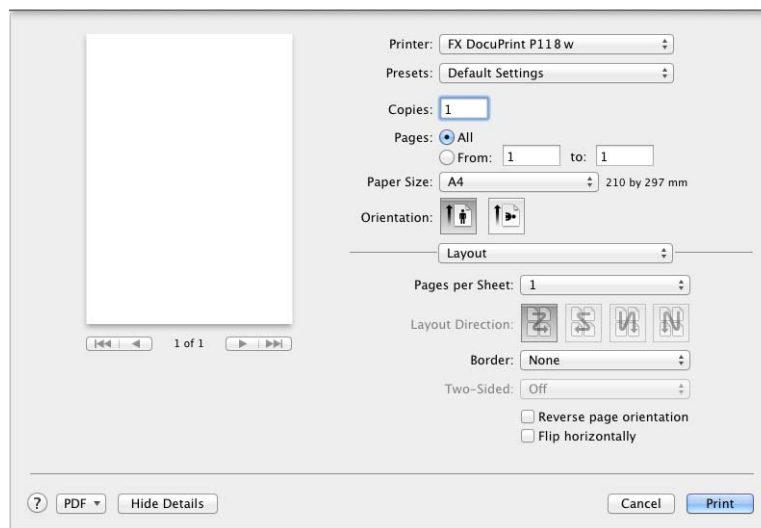 Printer: FX DocuPrint P118 w
Presets: Default Settings
Copies: 1
Pages: All
From: 1 to: 1
Paper Size: A4 210 by 297 mm
Orientation:
Layout
Pages per Sheet: 1
Layout Direction:
1 of 1
Border: None
Two-Sided: Off
Reverse page orientation
Flip horizontally
? PDF Hide Details Cancel Print